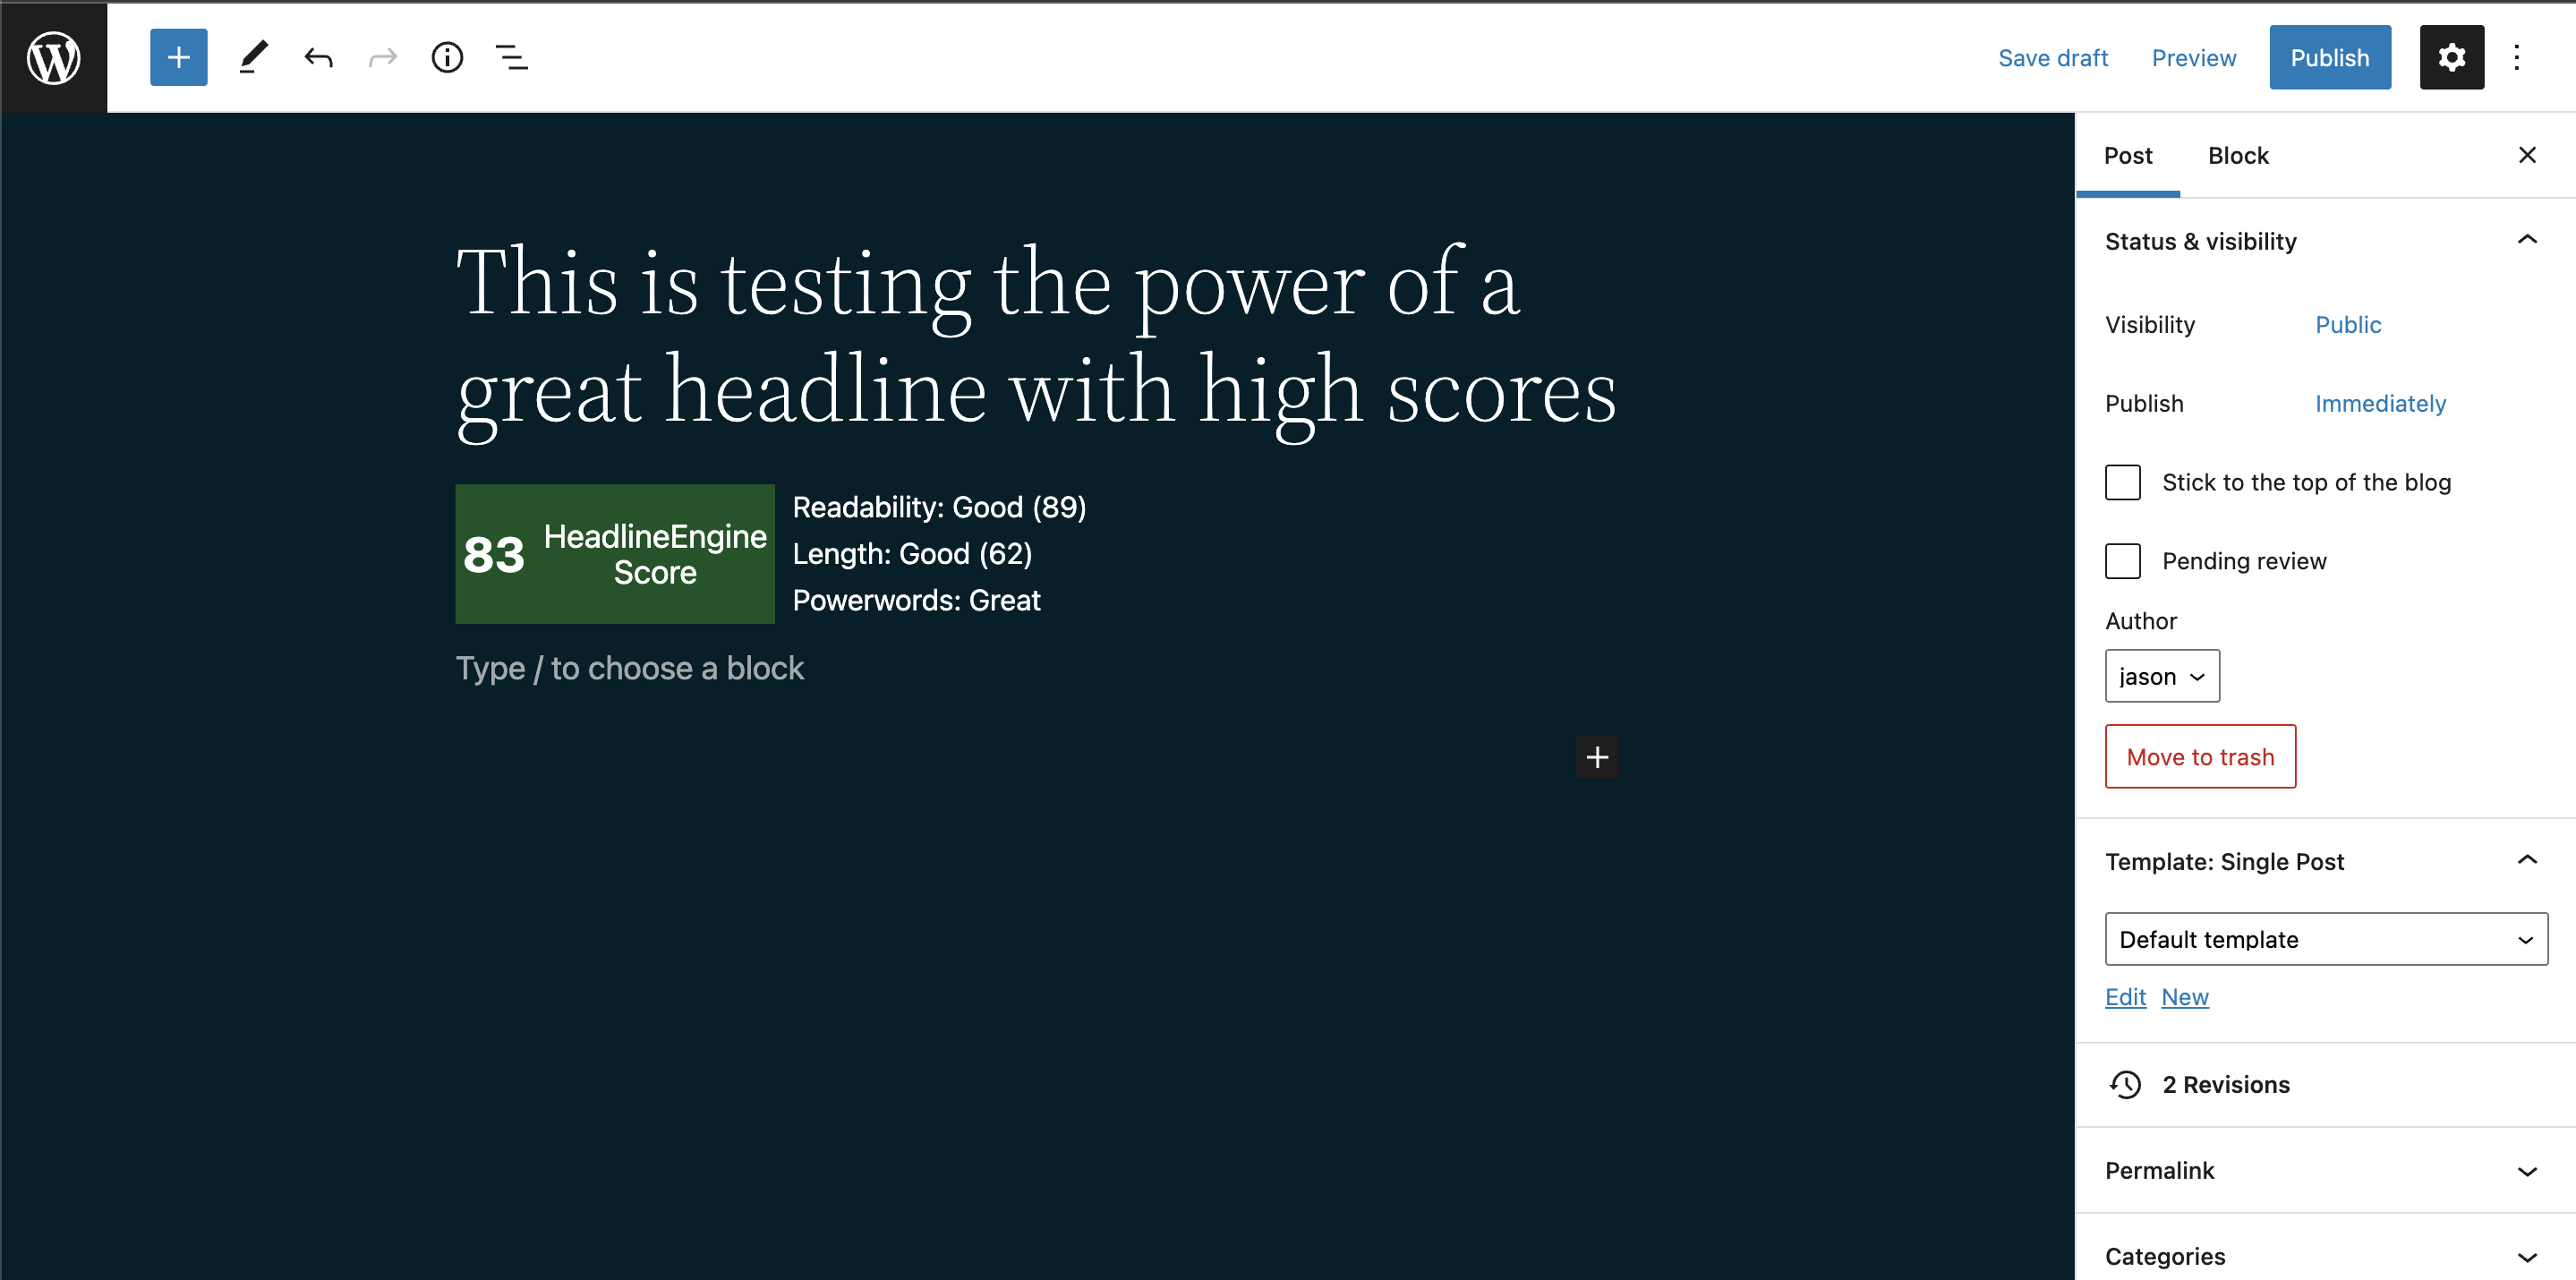 Save draft Preview Publish
Post Block
This is testing the power of a
great headline with high scores
83 HeadlineEngine
Score
Readability: Good (89)
Length: Good (62)
Powerwords: Great
Type / to choose a block
Status & visibility
Visibility Public
Publish Immediately
Stick to the top of the blog
Pending review
Author
jason
Move to trash
Template: Single Post
Default template
Edit New
2 Revisions
Permalink
Categories